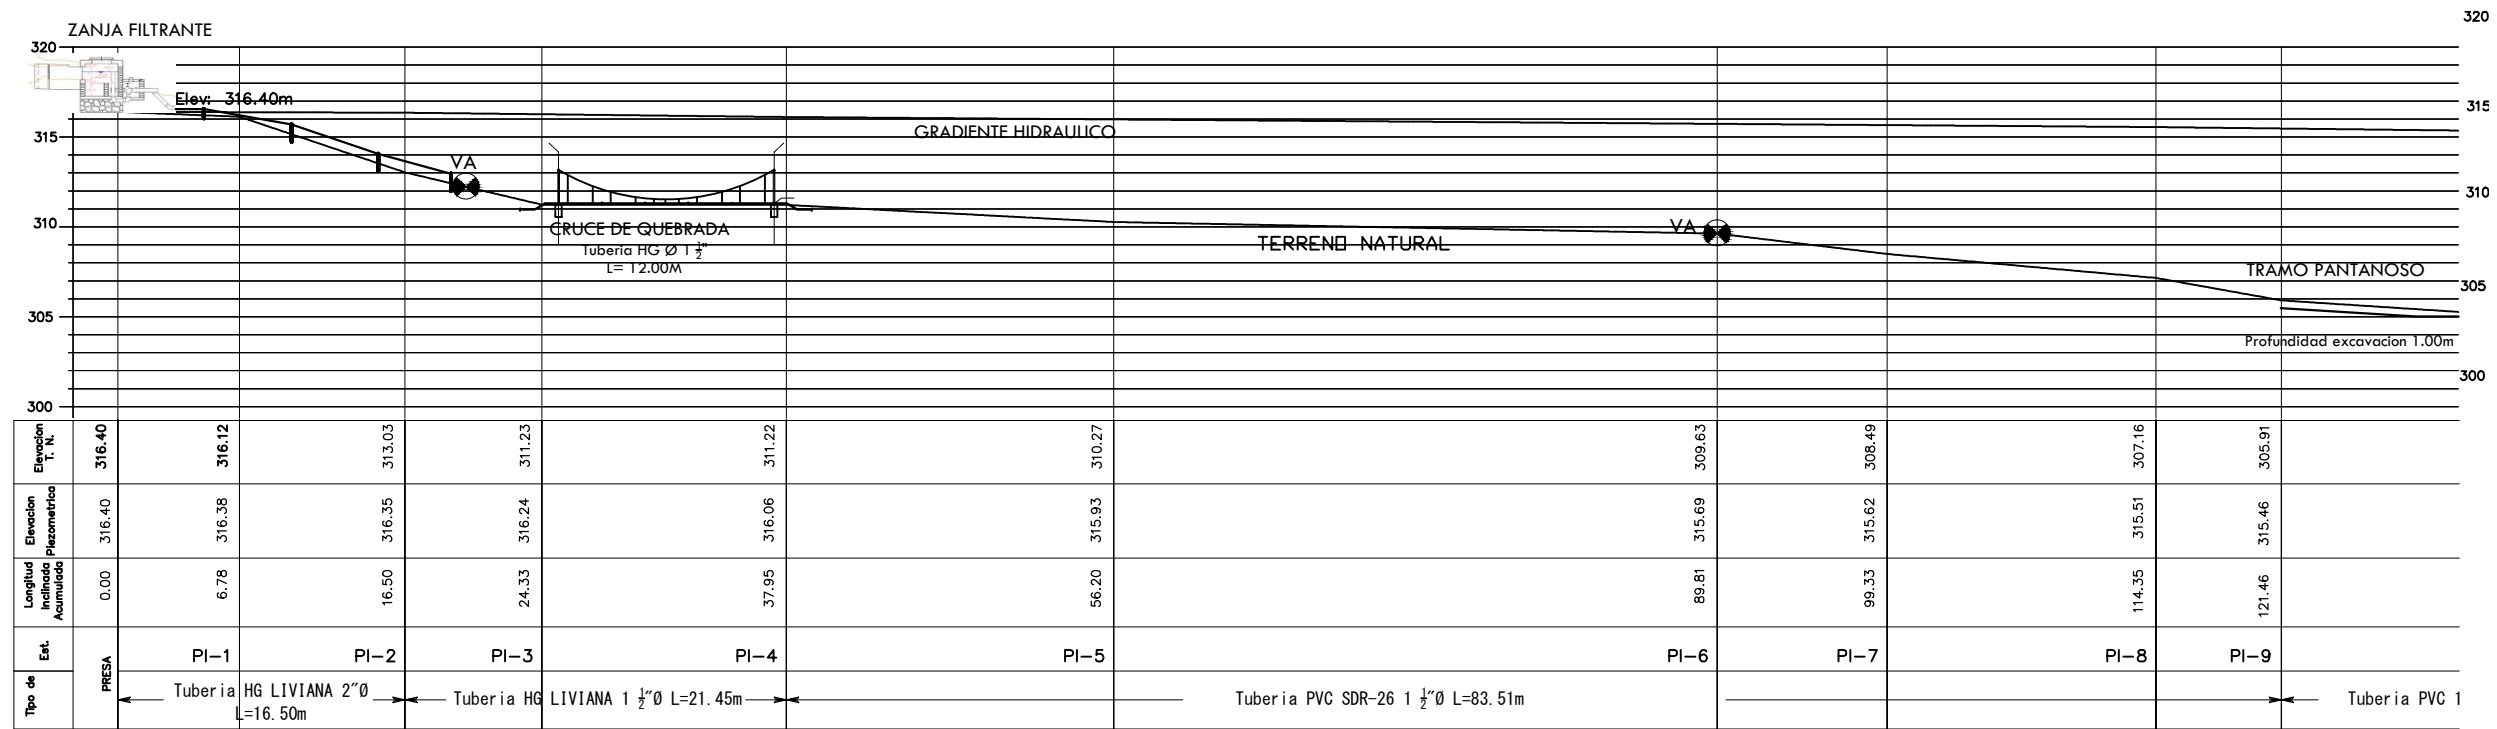 ZANJA FILTRANTE
320
320
Elev: 316.40m
315
315
GRADIENTE HIDRAULICO
VA
310
310
CRUCE DE QUEBRADA
Tuberia HG Ø 1 ½"
L= 12.00M
TERRENO NATURAL
VA
TRAMO PANTANOSO
305
305
Profundidad excavacion 1.00m
300
300
Elevacion
T. N.
316.40 316.12 313.03 311.23 311.22 310.27 309.63 308.49 307.16 305.91
Elevacion
Piezometrica
316.40 316.38 316.35 316.24 316.06 315.93 315.69 315.62 315.51 315.46
Longitud
Inclinada
Acumulada
0.00 6.78 16.50 24.33 37.95 56.20 89.81 99.33 114.35 121.46
Est.
PRESA PI-1 PI-2 PI-3 PI-4 PI-5 PI-6 PI-7 PI-8 PI-9
Tipo de
Tuberia HG LIVIANA 2"Ø
L=16.50m
Tuberia HG LIVIANA 1 ½"Ø L=21.45m
Tuberia PVC SDR-26 1 ½"Ø L=83.51m
Tuberia PVC 1